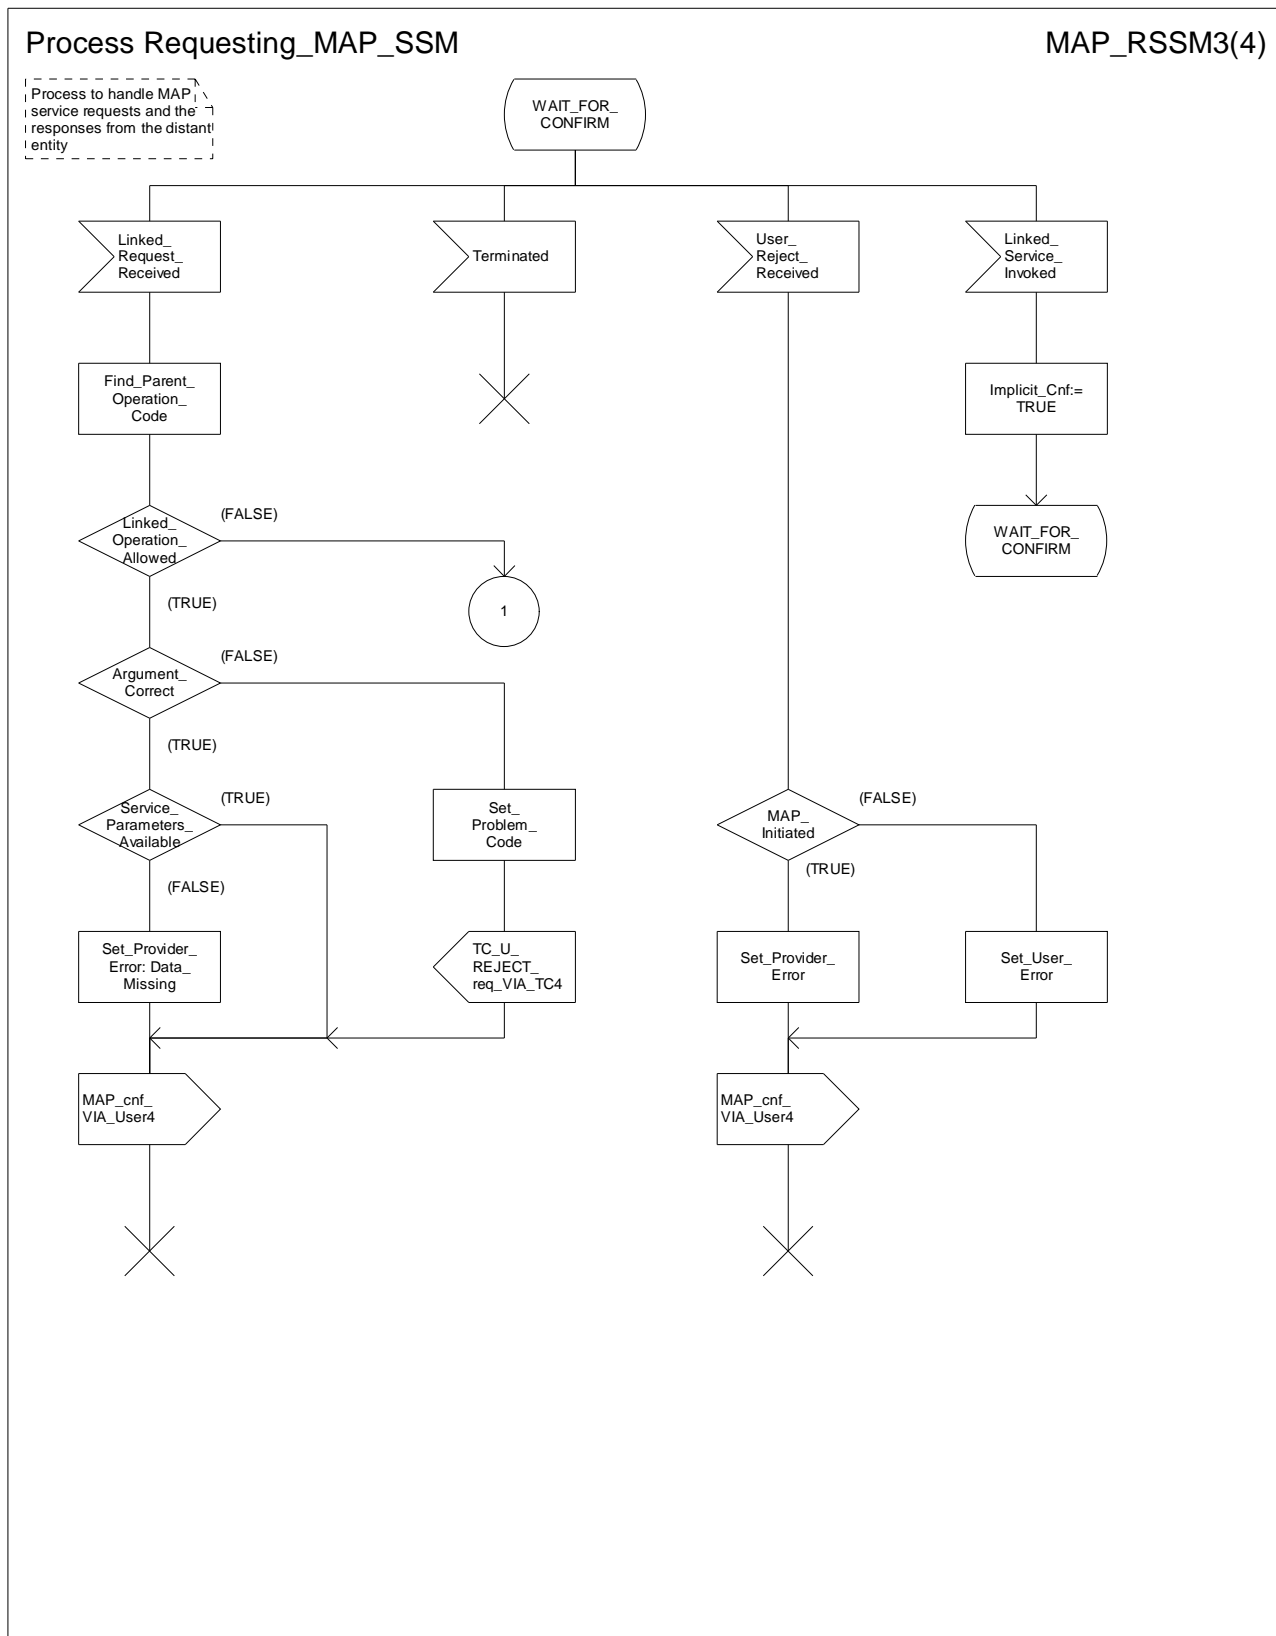 Process Requesting_MAP_SSM
MAP_RSSM3(4)
Process to handle MAP
service requests and the
responses from the distant
entity
WAIT_FOR_
CONFIRM
Linked_
Request_
Received
Terminated
User_
Reject_
Received
Linked_
Service_
Invoked
Find_Parent_
Operation_
Code
Implicit_Cnf:=
TRUE
Linked_
Operation_
Allowed
(FALSE)
(TRUE)
1
WAIT_FOR_
CONFIRM
Argument_
Correct
(FALSE)
(TRUE)
Service_
Parameters_
Available
(TRUE)
(FALSE)
Set_
Problem_
Code
MAP_
Initiated
(FALSE)
(TRUE)
Set_Provider_
Error: Data_
Missing
TC_U_
REJECT_
req_VIA_TC4
Set_Provider_
Error
Set_User_
Error
MAP_cnf_
VIA_User4
MAP_cnf_
VIA_User4